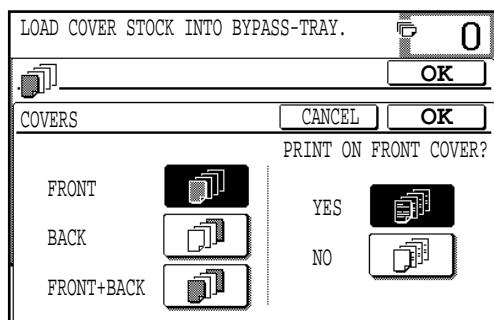 LOAD COVER STOCK INTO BYPASS-TRAY.
0
OK
COVERS
CANCEL
OK
PRINT ON FRONT COVER?
FRONT
YES
BACK
NO
FRONT+BACK